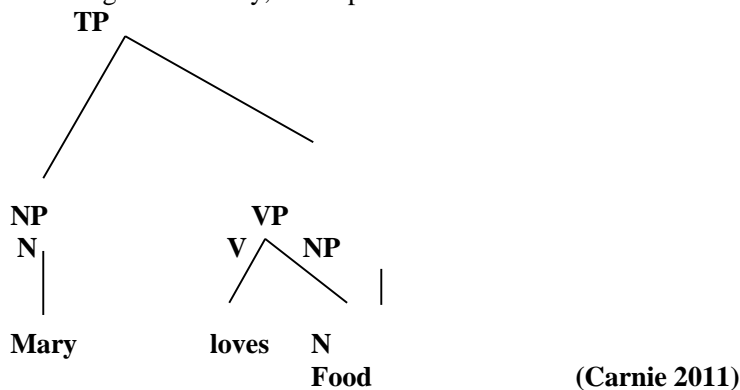 TP
NP VP
N V NP
Mary loves N
Food (Carnie 2011)